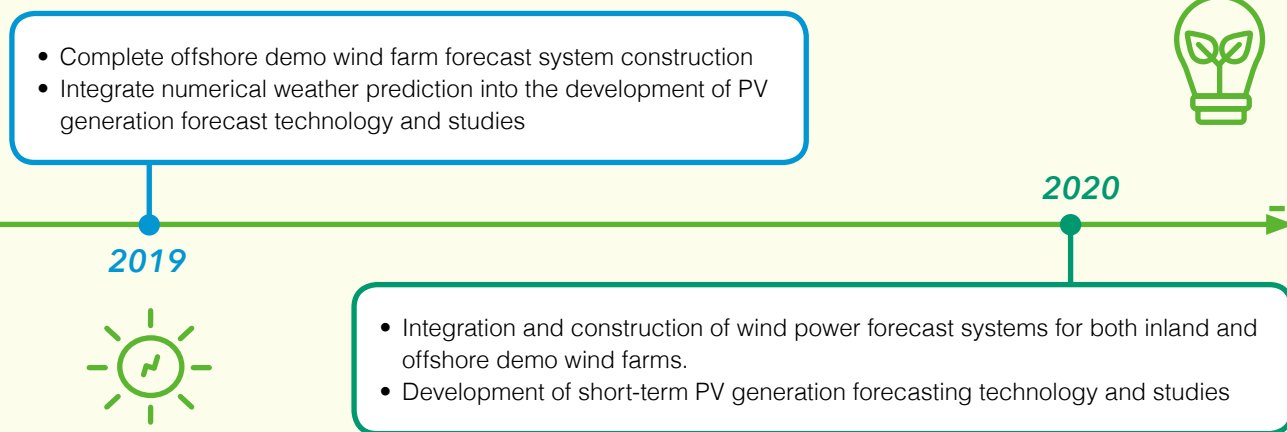 • Complete offshore demo wind farm forecast system construction
• Integrate numerical weather prediction into the development of PV
generation forecast technology and studies
2020
2019
• Integration and construction of wind power forecast systems for both inland and
offshore demo wind farms.
• Development of short-term PV generation forecasting technology and studies